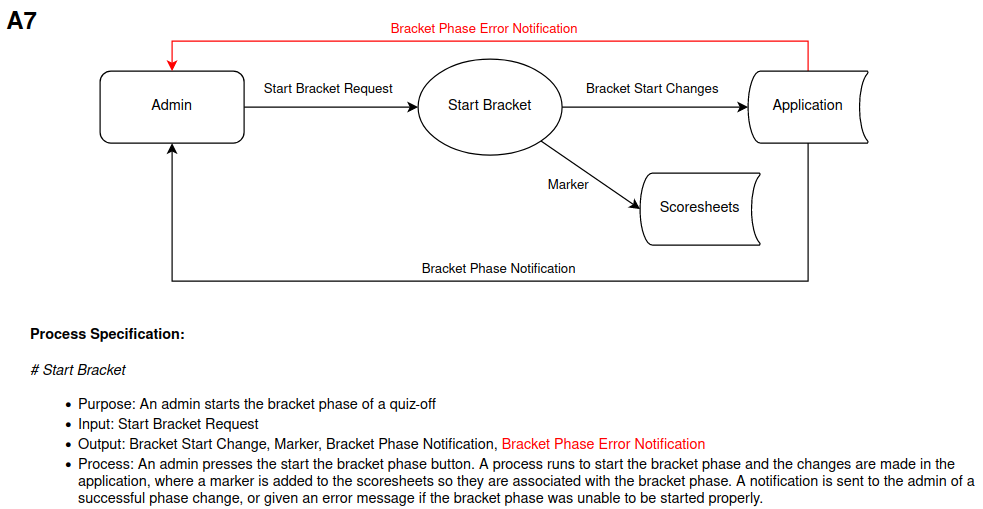 A7
Bracket Phase Error Notification
Admin
Start Bracket Request
Start Bracket
Bracket Start Changes
Application
Marker
Scoresheets
Bracket Phase Notification
Process Specification:
# Start Bracket
• Purpose: An admin starts the bracket phase of a quiz-off
• Input: Start Bracket Request
• Output: Bracket Start Change, Marker, Bracket Phase Notification, Bracket Phase Error Notification
• Process: An admin presses the start the bracket phase button. A process runs to start the bracket phase and the changes are made in the
application, where a marker is added to the scoresheets so they are associated with the bracket phase. A notification is sent to the admin of a
successful phase change, or given an error message if the bracket phase was unable to be started properly.